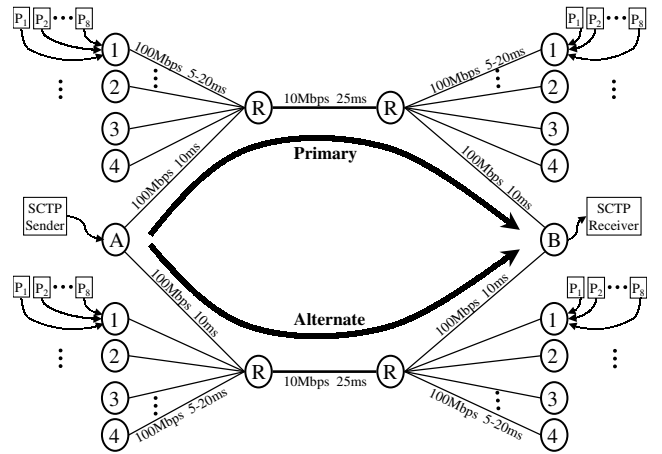 P1 P2 ••• P8
P1 P2 ••• P8
1
100Mbps 5-20ms
100Mbps 5-20ms
1
2
2
R
10Mbps 25ms
R
3
3
4
4
100Mbps 10ms
Primary
100Mbps 10ms
SCTP
Sender
A
B
SCTP
Receiver
100Mbps 10ms
Alternate
100Mbps 10ms
P1 P2 ••• P8
P1 P2 ••• P8
1
1
2
2
R
10Mbps 25ms
R
3
3
4
100Mbps 5-20ms
100Mbps 5-20ms
4